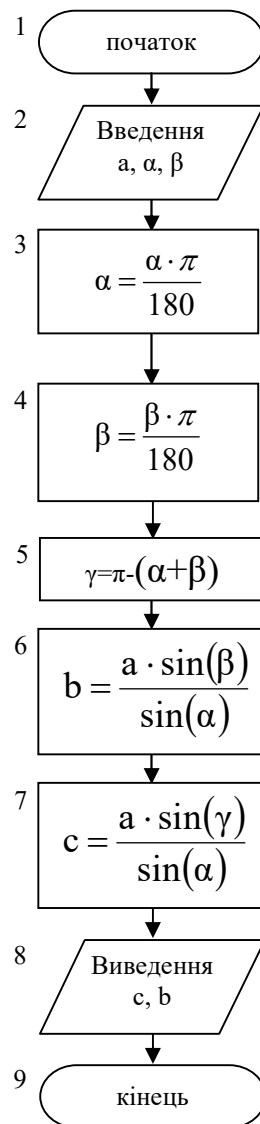 1
початок
2
Введення
a, α, β
3
α = α · π / 180
4
β = β · π / 180
5
γ=π-(α+β)
6
b = a · sin(β) / sin(α)
7
c = a · sin(γ) / sin(α)
8
Виведення
c, b
9
кінець